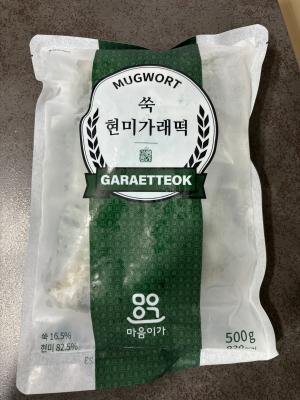 MUGWORT
쑥
현미가래떡
GARAETTEOK
마음이가
쑥 16.5%
현미 82.5%
500g